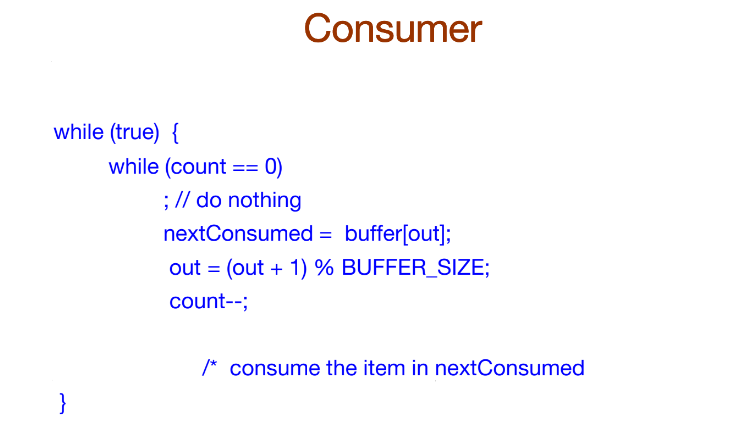 Consumer
while (true)  {
while (count == 0)
; // do nothing
nextConsumed =  buffer[out];
out = (out + 1) % BUFFER_SIZE;
count--;
/*  consume the item in nextConsumed
}